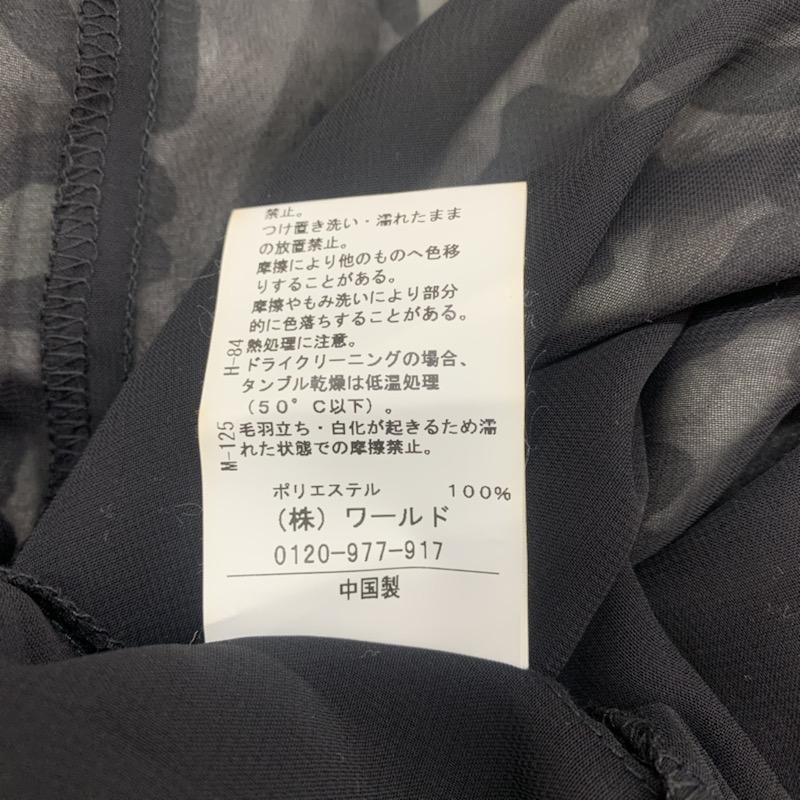 禁止。
つけ置き洗い・濡れたまま
の放置禁止。
摩擦により他のものへ色移
りすることがある。
摩擦やもみ洗いにより部分
的に色落ちすることがある。
H-84 熱処理に注意。
ドライクリーニングの場合、
タンブル乾燥は低温処理
(50°C以下)。
M-125 毛羽立ち・白化が起きるため濡
れた状態での摩擦禁止。
ポリエステル 100%
(株)ワールド
0120-977-917
中国製